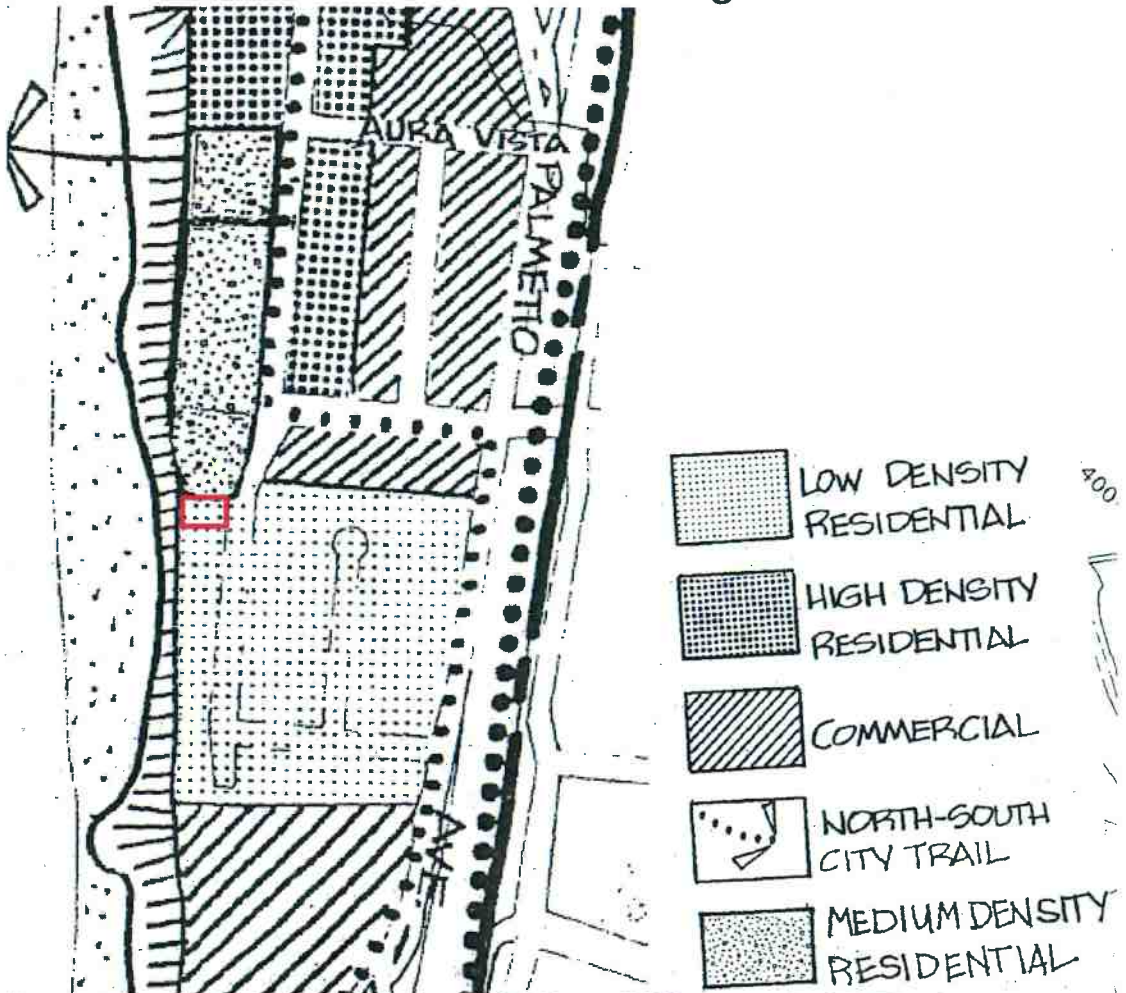 AURA VISTA
PALMETTO
AVE
LOW DENSITY
RESIDENTIAL
400
HIGH DENSITY
RESIDENTIAL
COMMERCIAL
NORTH-SOUTH
CITY TRAIL
MEDIUM DENSITY
RESIDENTIAL